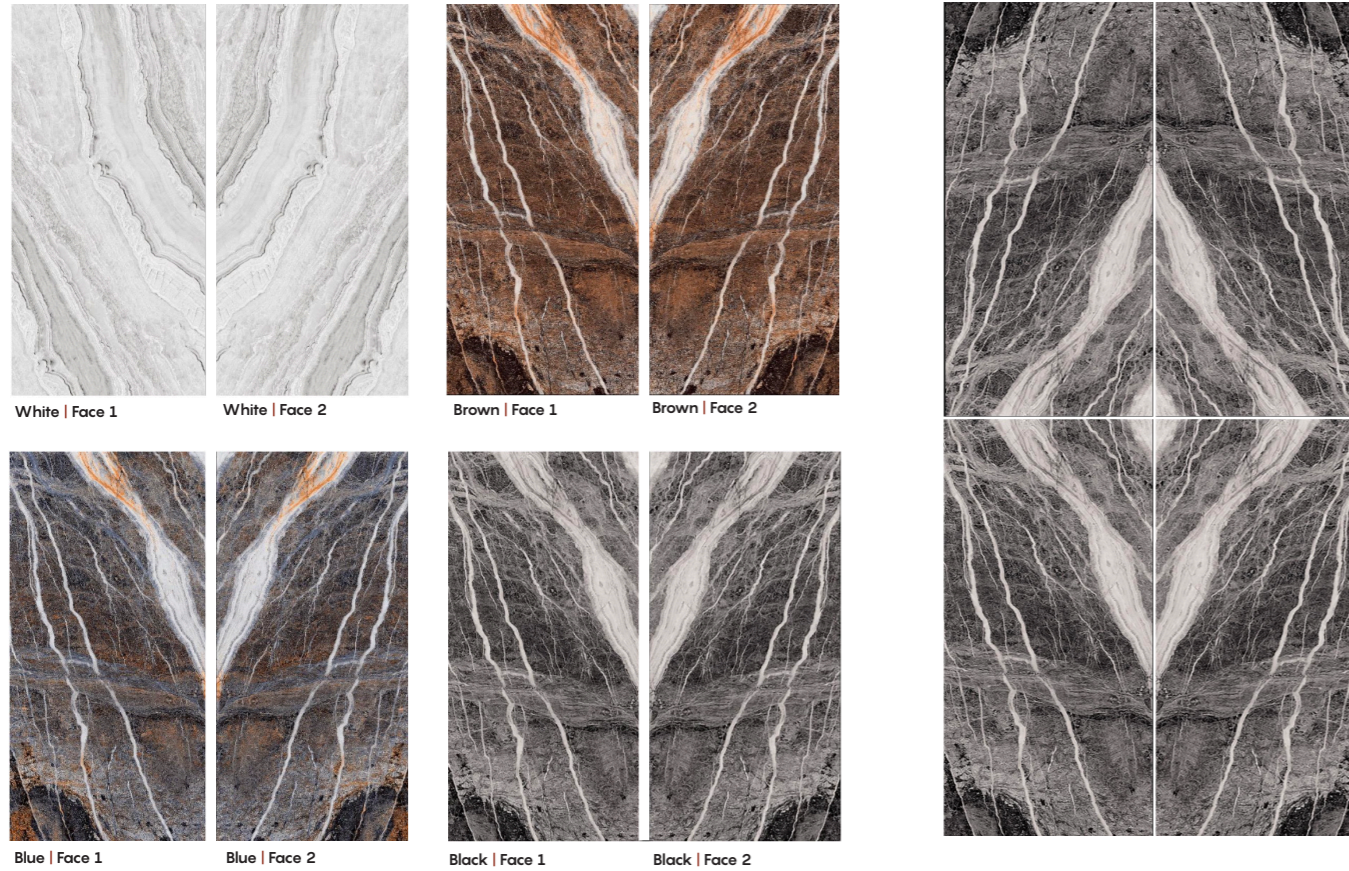 White | Face 1
White | Face 2
Brown | Face 1
Brown | Face 2
Blue | Face 1
Blue | Face 2
Black | Face 1
Black | Face 2